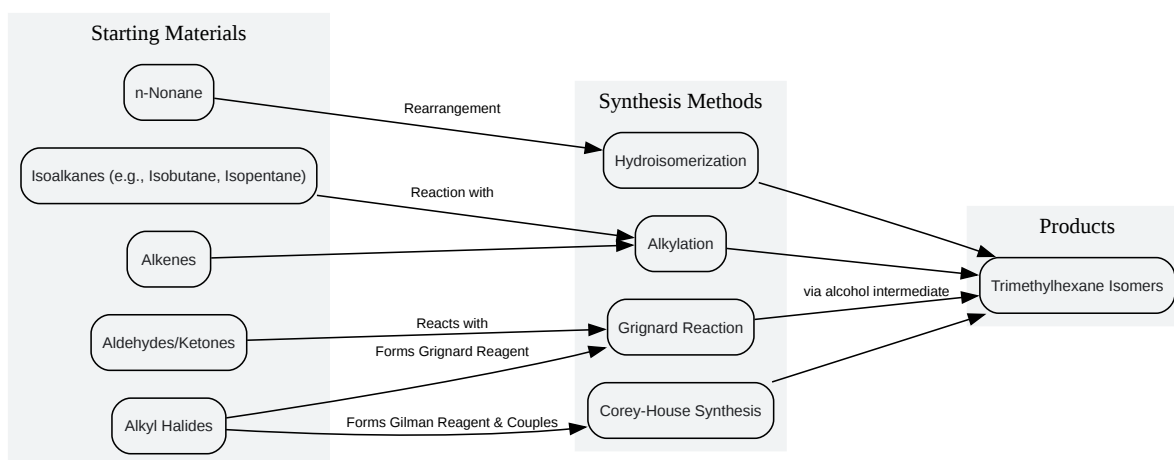 Starting Materials
n-Nonane
Isoalkanes (e.g., Isobutane, Isopentane)
Alkenes
Aldehydes/Ketones
Alkyl Halides
Rearrangement
Reaction with
Reacts with
Forms Grignard Reagent
Forms Gilman Reagent & Couples
Synthesis Methods
Hydroisomerization
Alkylation
Grignard Reaction
Corey-House Synthesis
via alcohol intermediate
Products
Trimethylhexane Isomers